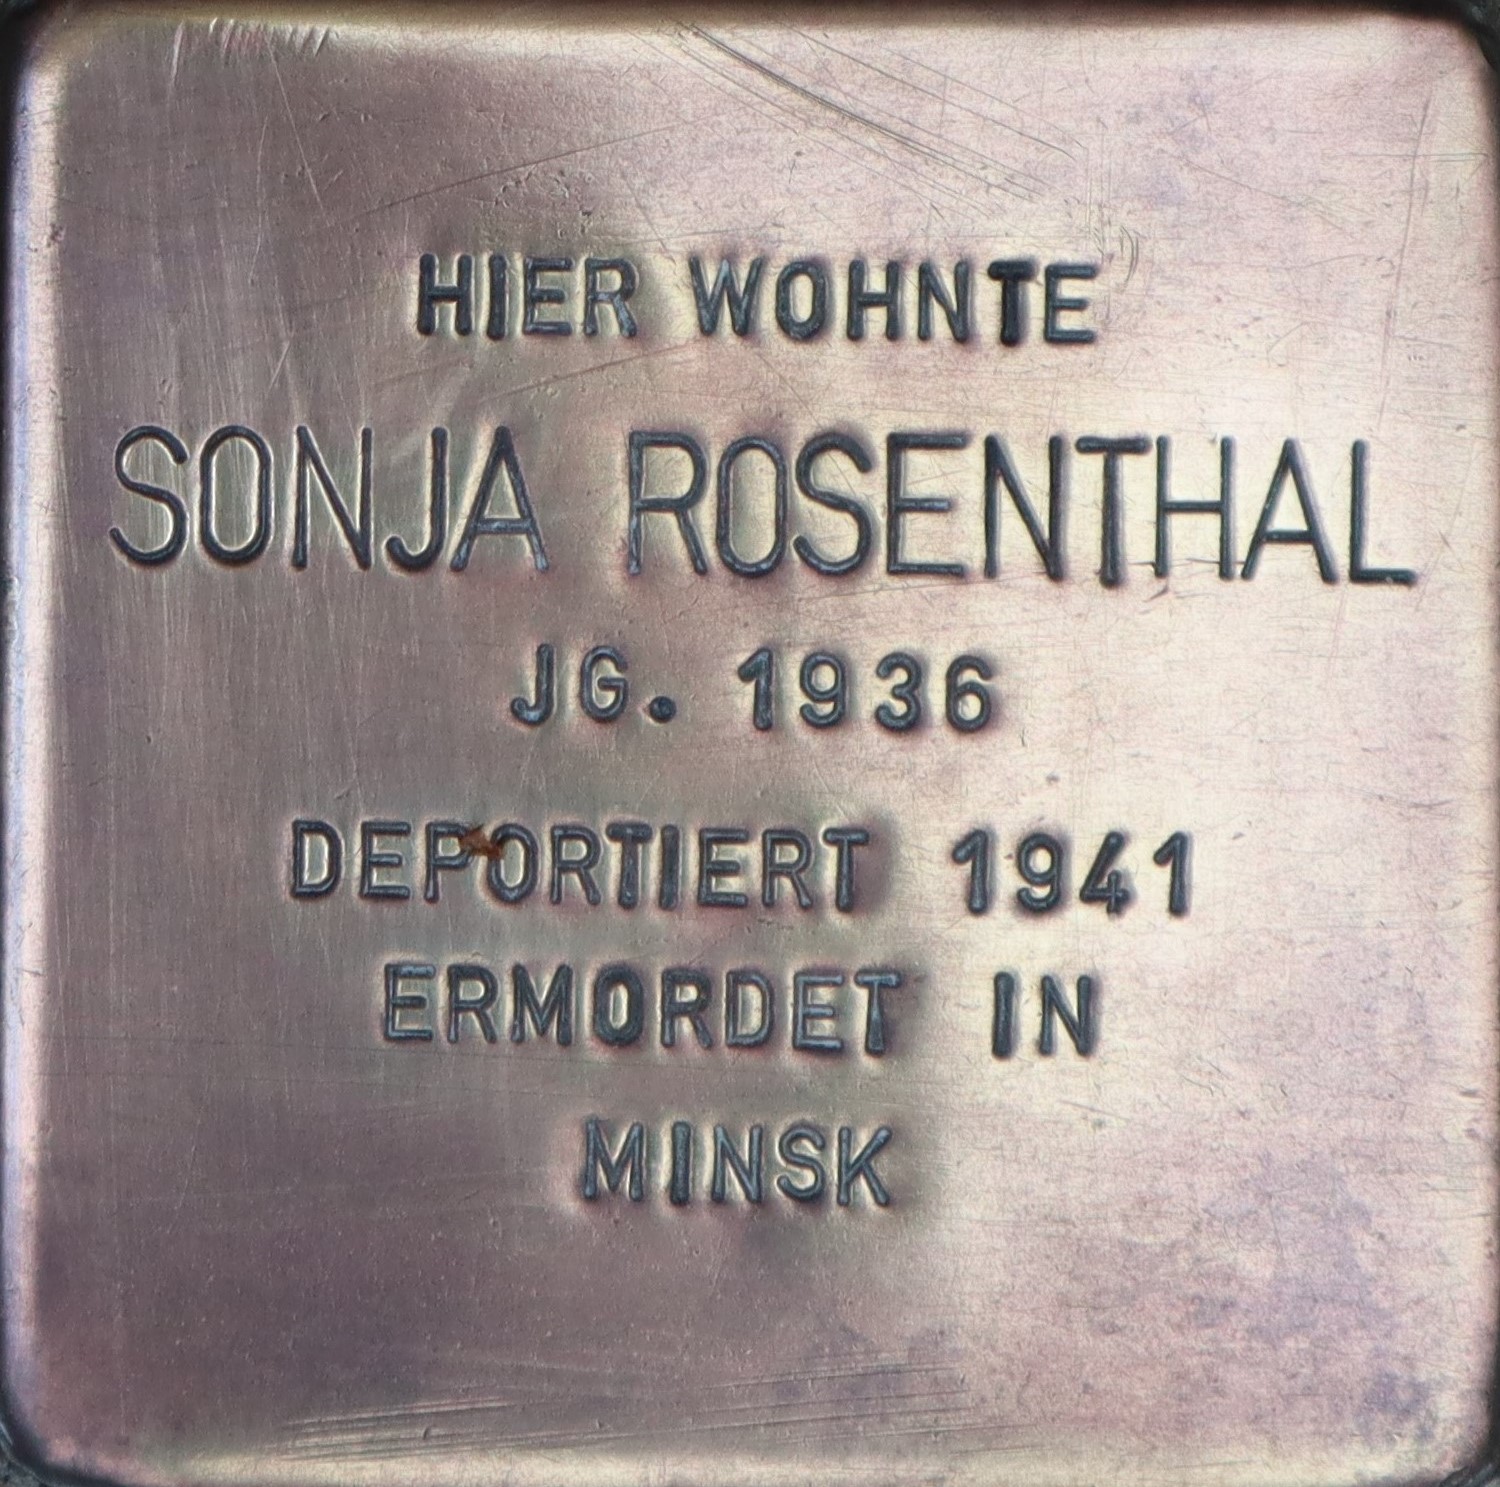 HIER WOHNTE
SONJA ROSENTHAL
JG. 1936
DEPORTIERT 1941
ERMORDET IN
MINSK